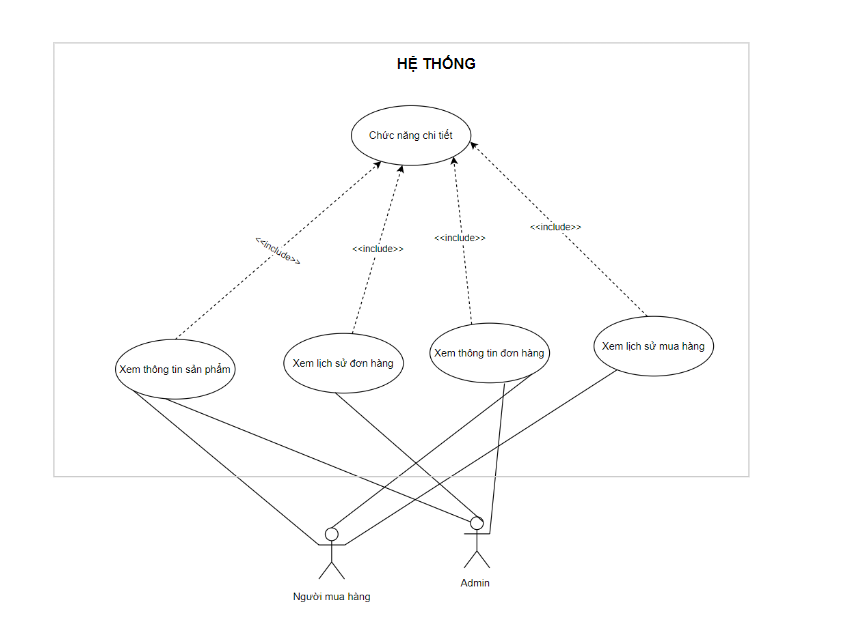 HỆ THỐNG
Chức năng chi tiết
<<include>>
<<include>>
<<include>>
<<include>>
Xem thông tin sản phẩm
Xem lịch sử đơn hàng
Xem thông tin đơn hàng
Xem lịch sử mua hàng
Người mua hàng
Admin